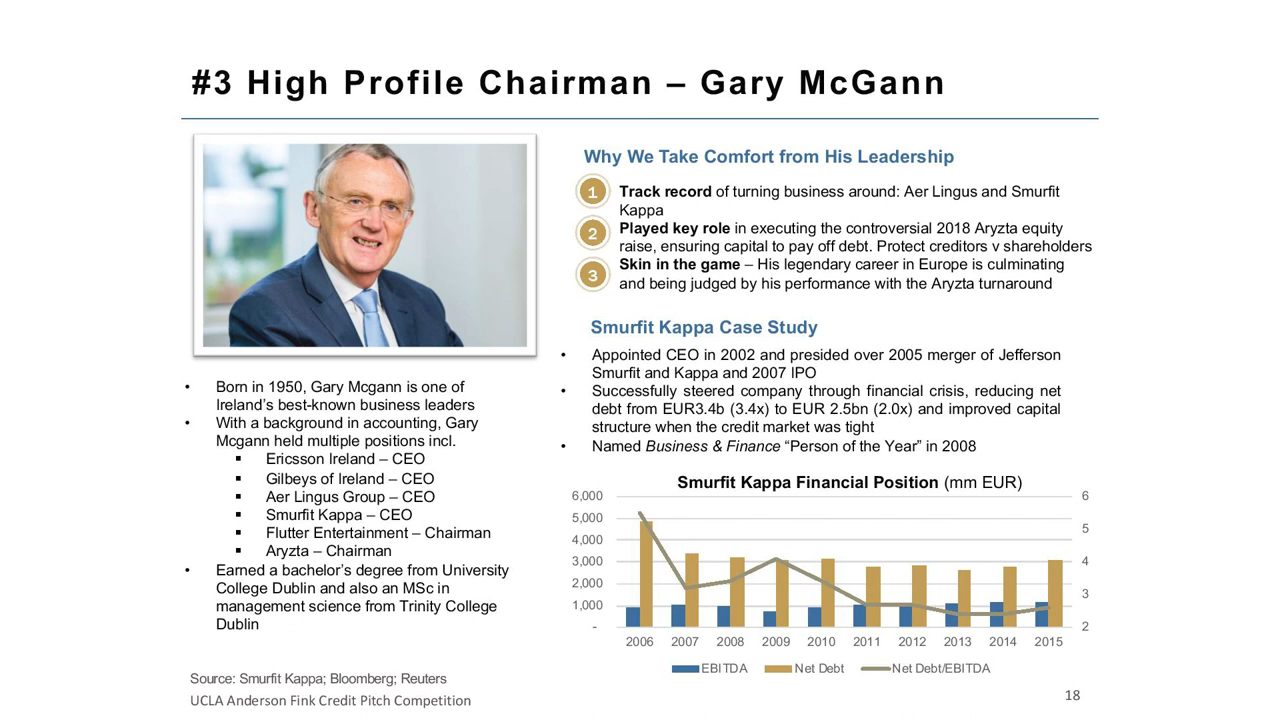 #3 High Profile Chairman – Gary McGann
• Born in 1950, Gary Mcgann is one of
Ireland's best-known business leaders
• With a background in accounting, Gary
Mcgann held multiple positions incl.
▪ Ericsson Ireland – CEO
▪ Gilbeys of Ireland – CEO
▪ Aer Lingus Group – CEO
▪ Smurfit Kappa – CEO
▪ Flutter Entertainment – Chairman
▪ Aryzta – Chairman
• Earned a bachelor's degree from University
College Dublin and also an MSc in
management science from Trinity College
Dublin
Why We Take Comfort from His Leadership
1 Track record of turning business around: Aer Lingus and Smurfit
Kappa
2 Played key role in executing the controversial 2018 Aryzta equity
raise, ensuring capital to pay off debt. Protect creditors v shareholders
3 Skin in the game – His legendary career in Europe is culminating
and being judged by his performance with the Aryzta turnaround
Smurfit Kappa Case Study
• Appointed CEO in 2002 and presided over 2005 merger of Jefferson
Smurfit and Kappa and 2007 IPO
• Successfully steered company through financial crisis, reducing net
debt from EUR3.4b (3.4x) to EUR 2.5bn (2.0x) and improved capital
structure when the credit market was tight
• Named Business & Finance “Person of the Year” in 2008
Smurfit Kappa Financial Position (mm EUR)
6,000 6
5,000 5
4,000 4
3,000
2,000 3
1,000
- 2
2006 2007 2008 2009 2010 2011 2012 2013 2014 2015
EBITDA Net Debt Net Debt/EBITDA
Source: Smurfit Kappa; Bloomberg; Reuters
UCLA Anderson Fink Credit Pitch Competition
18